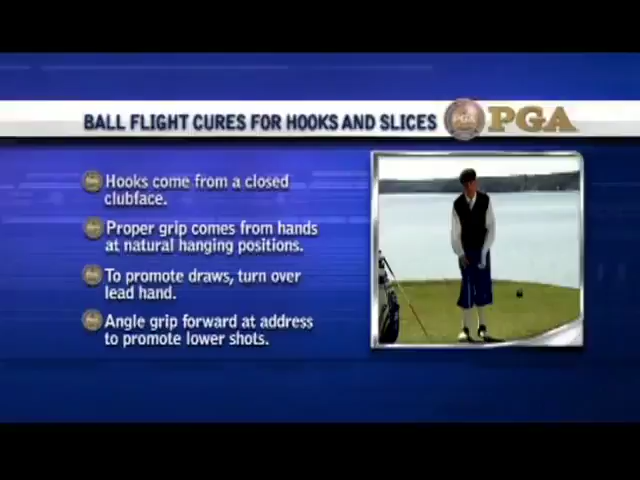 BALL FLIGHT CURES FOR HOOKS AND SLICES PGA
Hooks come from a closed
clubface.
Proper grip comes from hands
at natural hanging positions.
To promote draws, turn over
lead hand.
Angle grip forward at address
to promote lower shots.